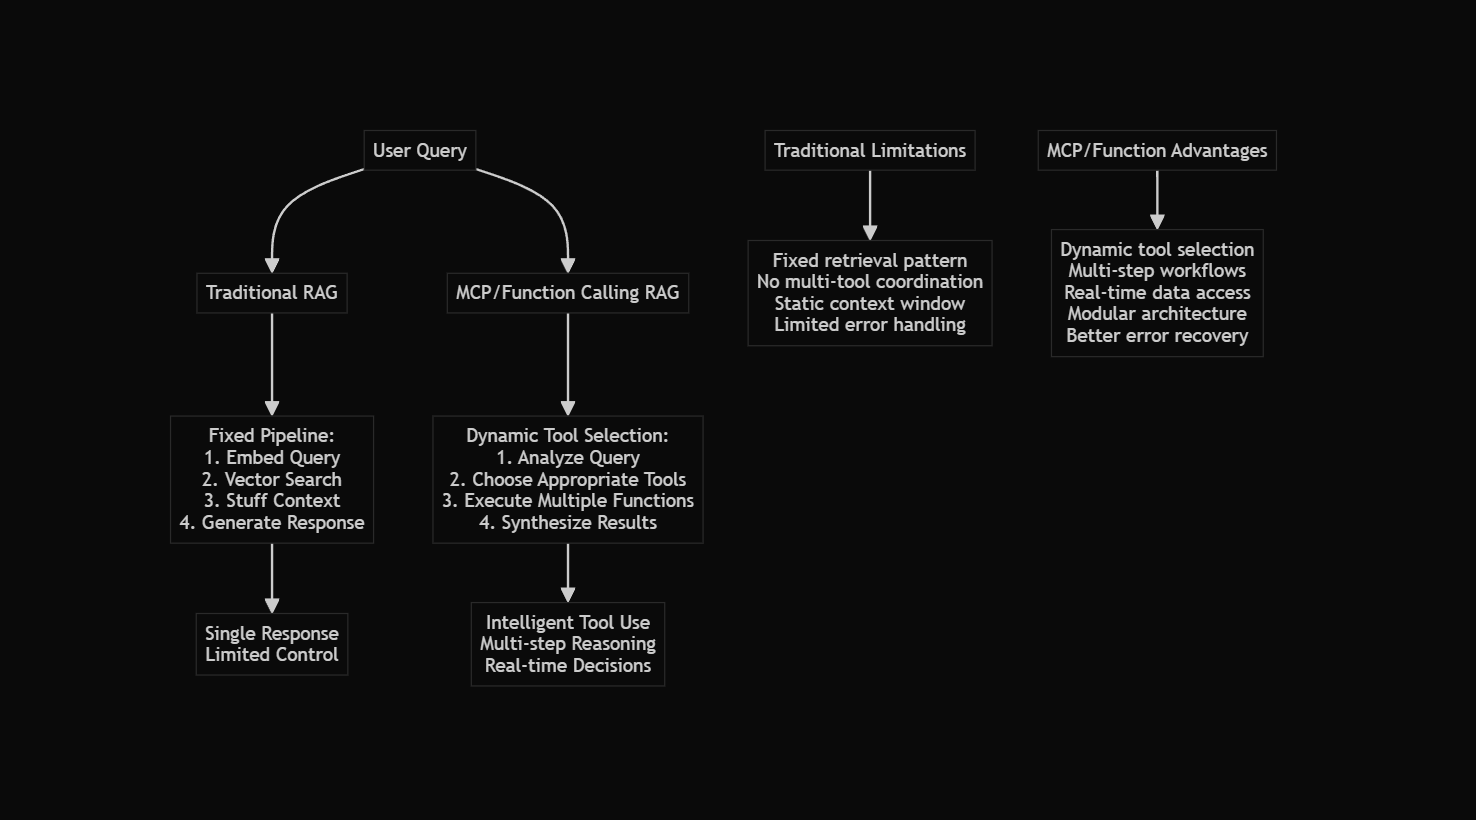 User Query
Traditional RAG
MCP/Function Calling RAG
Fixed Pipeline:
1. Embed Query
2. Vector Search
3. Stuff Context
4. Generate Response
Dynamic Tool Selection:
1. Analyze Query
2. Choose Appropriate Tools
3. Execute Multiple Functions
4. Synthesize Results
Single Response
Limited Control
Intelligent Tool Use
Multi-step Reasoning
Real-time Decisions
Traditional Limitations
Fixed retrieval pattern
No multi-tool coordination
Static context window
Limited error handling
MCP/Function Advantages
Dynamic tool selection
Multi-step workflows
Real-time data access
Modular architecture
Better error recovery